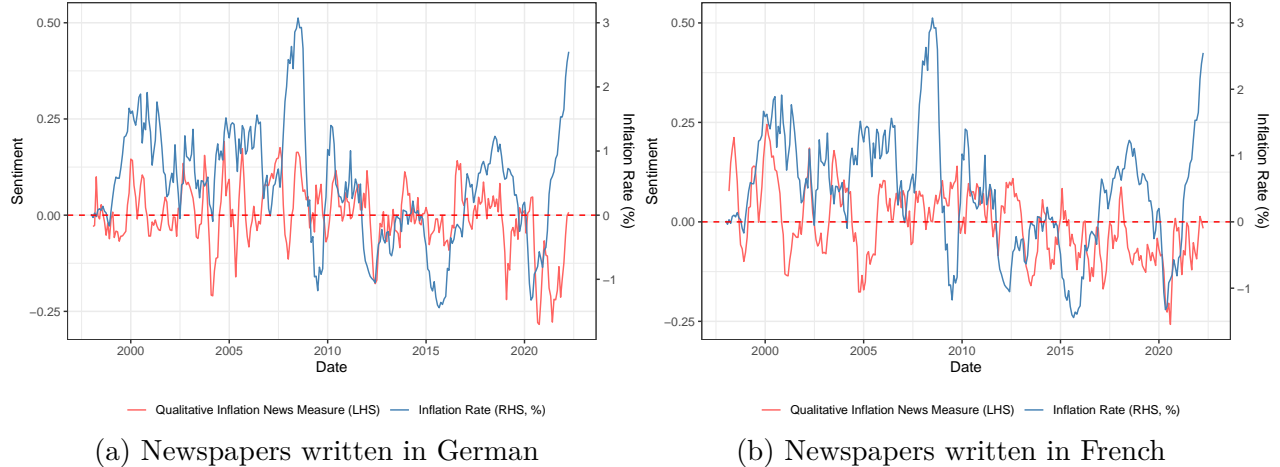 0.50
0.25
0.00
−0.25
Sentiment
3
2
1
0
−1
Inflation Rate (%)
2000 2005 2010 2015 2020
Date
Qualitative Inflation News Measure (LHS) Inflation Rate (RHS, %)
(a) Newspapers written in German
0.50
0.25
0.00
−0.25
Sentiment
3
2
1
0
−1
Inflation Rate (%)
2000 2005 2010 2015 2020
Date
Qualitative Inflation News Measure (LHS) Inflation Rate (RHS, %)
(b) Newspapers written in French